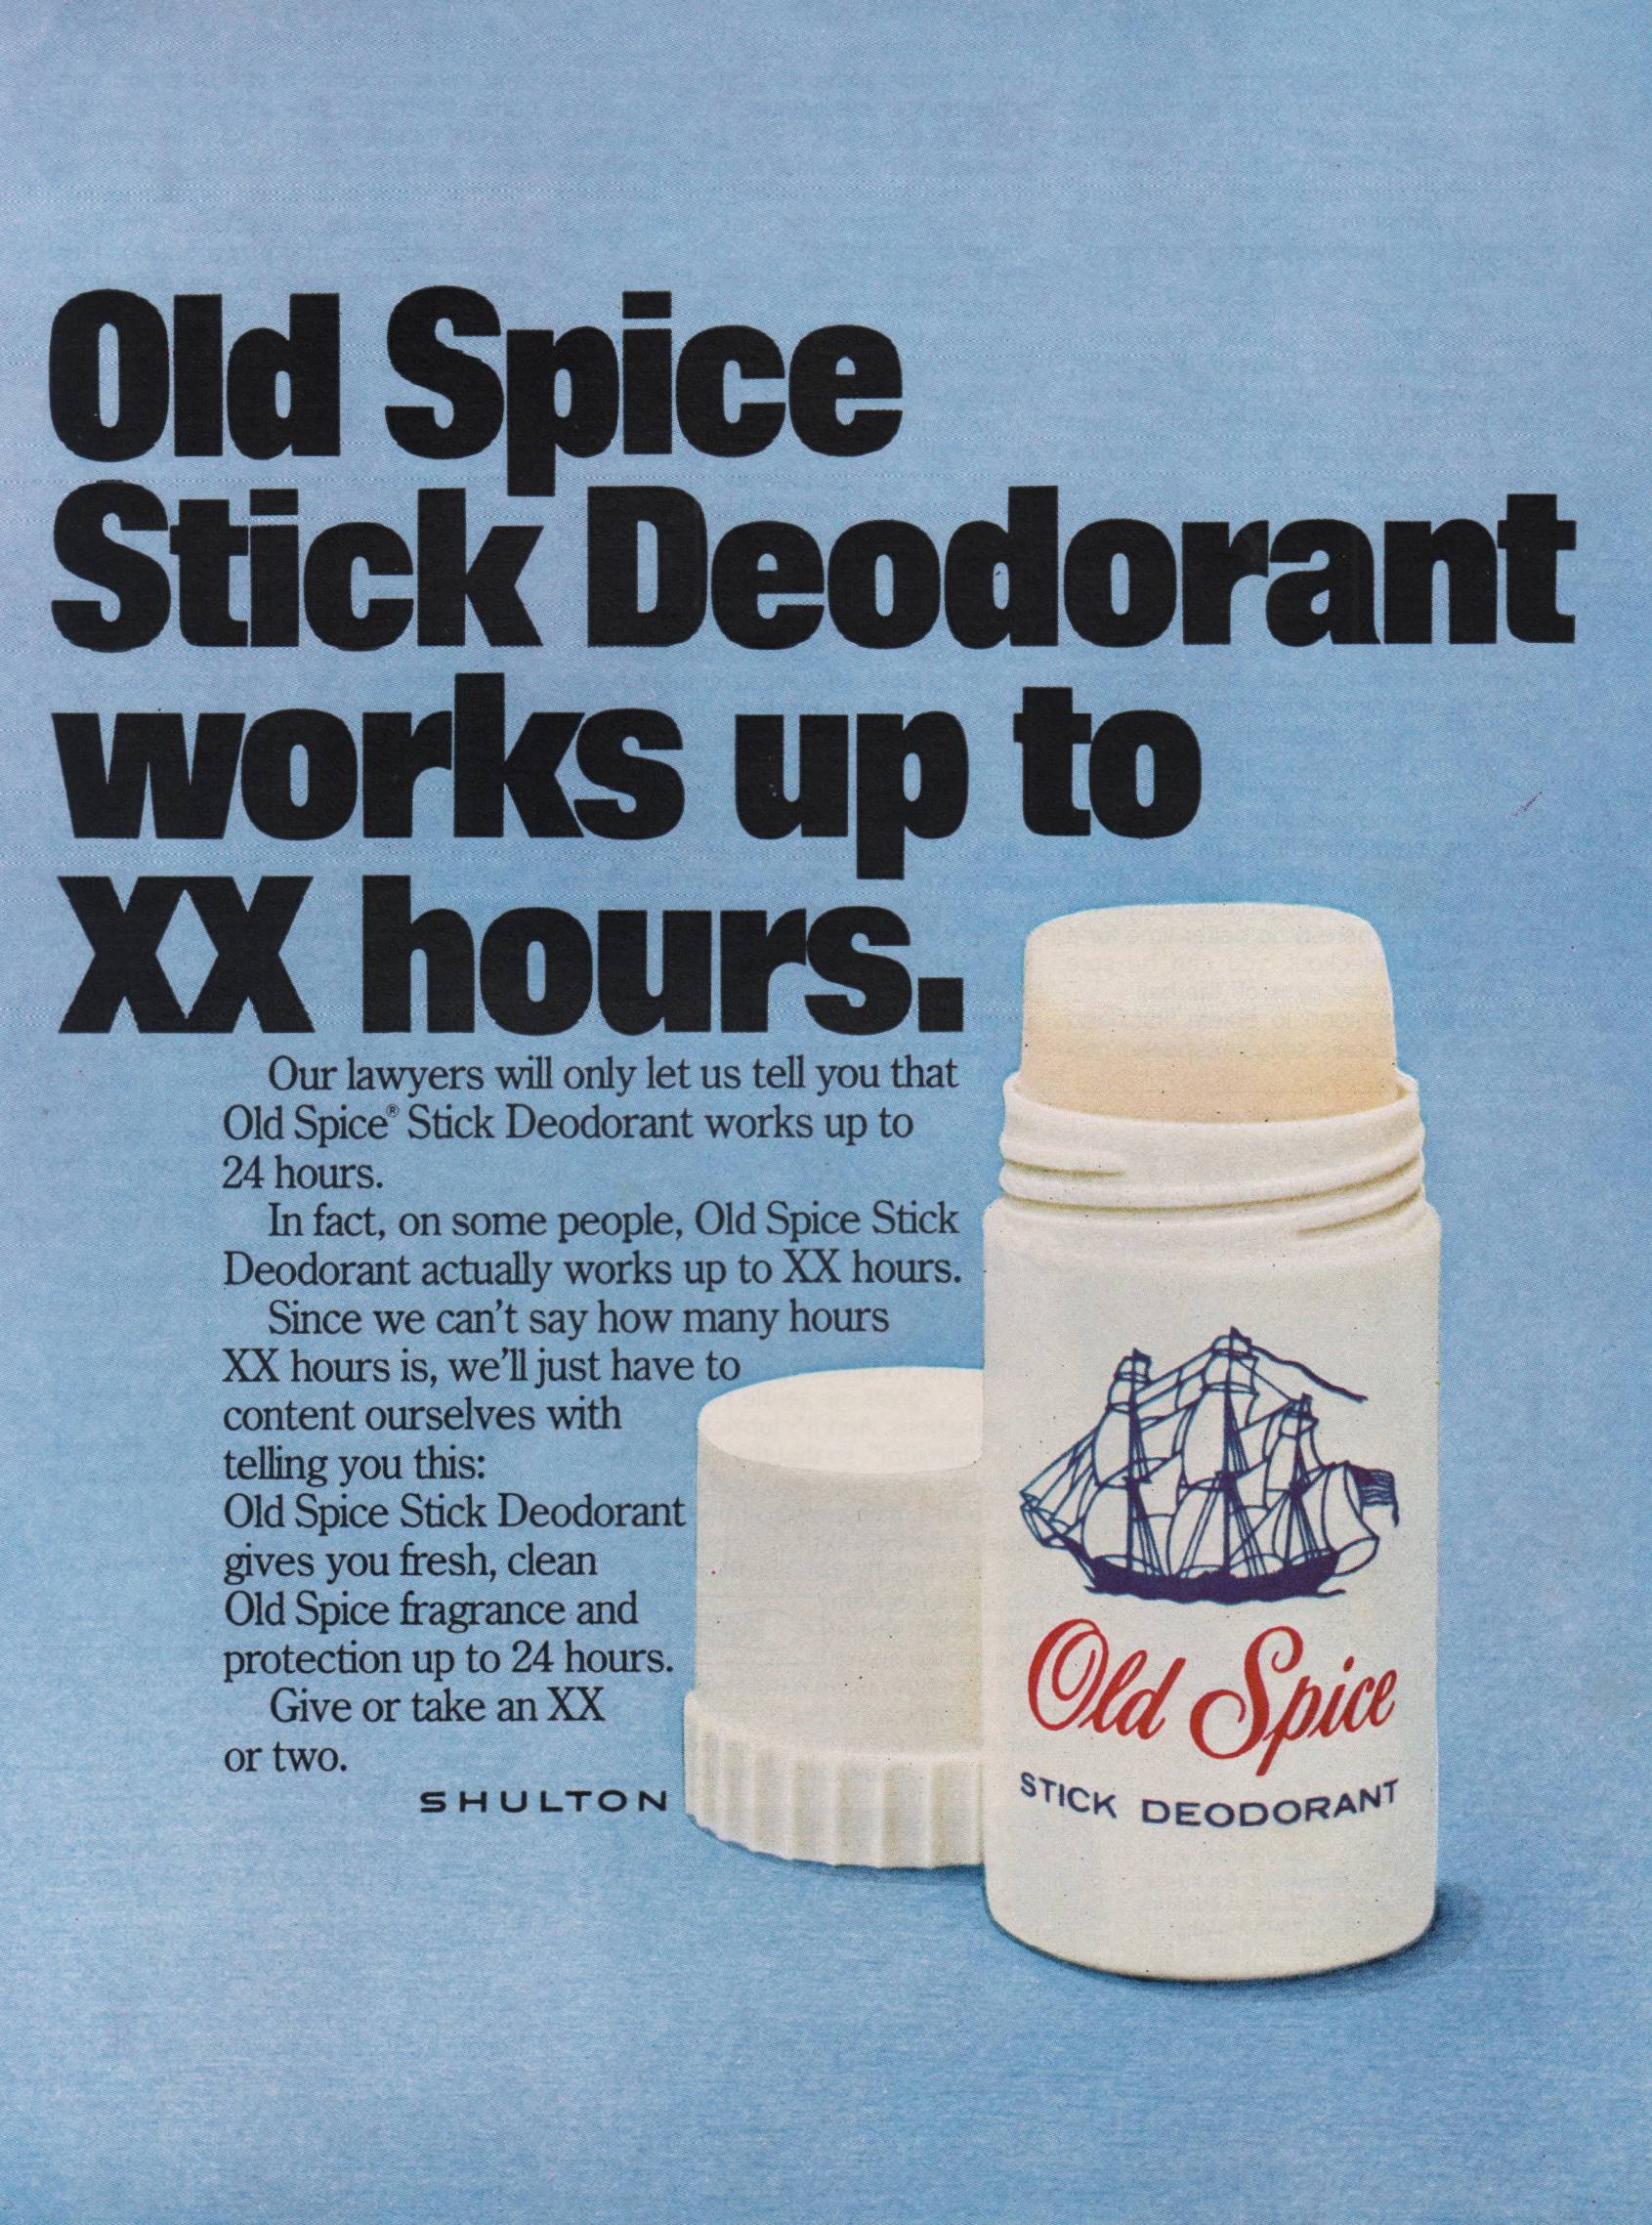 Old Spice
Stick Deodorant
works up to
XX hours.
Our lawyers will only let us tell you that
Old Spice® Stick Deodorant works up to
24 hours.
In fact, on some people, Old Spice Stick
Deodorant actually works up to XX hours.
Since we can't say how many hours
XX hours is, we'll just have to
content ourselves with
telling you this:
Old Spice Stick Deodorant
gives you fresh, clean
Old Spice fragrance and
protection up to 24 hours.
Give or take an XX
or two.
SHULTON
Old Spice
STICK DEODORANT